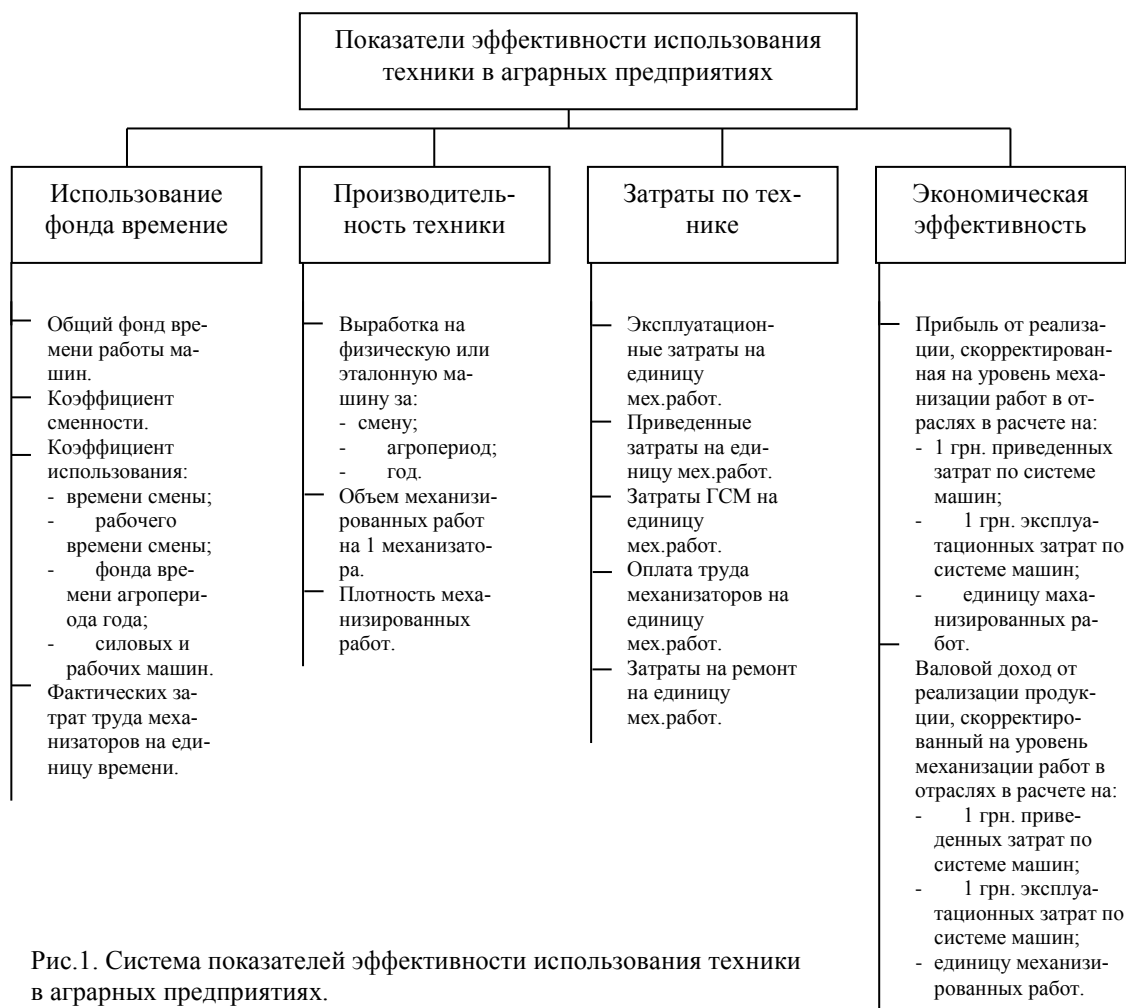 Показатели эффективности использования
техники в аграрных предприятиях
Использование
фонда времение
Производитель-
ность техники
Затраты по тех-
нике
Экономическая
эффективность
Общий фонд вре-
мени работы ма-
шин.
Коэффициент
сменности.
Коэффициент
использования:
- времени смены;
- рабочего
времени смены;
- фонда вре-
мени агропери-
ода года;
- силовых и
рабочих машин.
Фактических за-
трат труда меха-
низаторов на еди-
ницу времени.
Выработка на
физическую или
эталонную ма-
шину за:
- смену;
- агропериод;
- год.
Объем механизи-
рованных работ
на 1 механизато-
ра.
Плотность меха-
низированных
работ.
Эксплуатацион-
ные затраты на
единицу
мех.работ.
Приведенные
затраты на еди-
ницу мех.работ.
Затраты ГСМ на
единицу
мех.работ.
Оплата труда
механизаторов на
единицу
мех.работ.
Затраты на ремонт
на единицу
мех.работ.
Прибыль от реализа-
ции, скорректирован-
ная на уровень меха-
низации работ в от-
раслях в расчете на:
- 1 грн. приведенных
затрат по системе
машин;
- 1 грн. эксплуа-
тационных затрат по
системе машин;
- единицу маха-
низированных ра-
бот.
Валовой доход от
реализации продук-
ции, скорректиро-
ванный на уровень
механизации работ в
отраслях в расчете на:
- 1 грн. приве-
денных затрат по
системе машин;
- 1 грн. эксплуа-
тационных затрат по
системе машин;
- единицу механизи-
рованных работ.
Рис.1. Система показателей эффективности использования техники
в аграрных предприятиях.